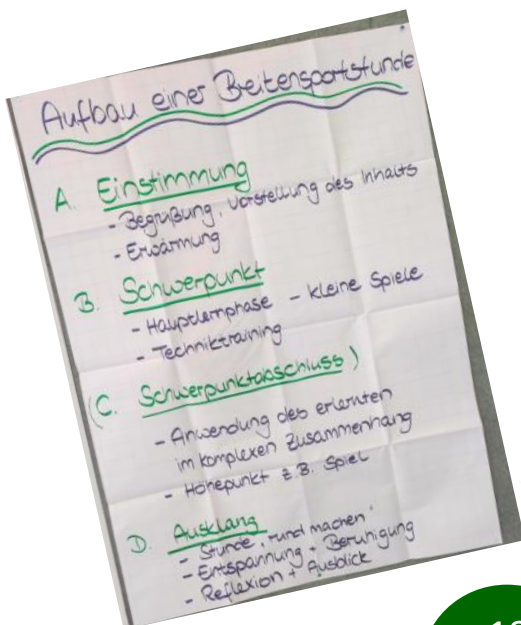 Aufbau einer Breitensportstunde
A. Einstimmung
- Begrüßung, Vorstellung des Inhalts
- Erwärmung
B. Schwerpunkt
- Hauptlernphase - kleine Spiele
- Techniktraining
(C. Schwerpunktabschluss)
- Anwendung des erlernten
im komplexen Zusammenhang
- Höhepunkt z.B. Spiel
D. Ausklang
- Stunde "rund machen"
- Entspannung + Beruhigung
- Reflexion + Ausblick